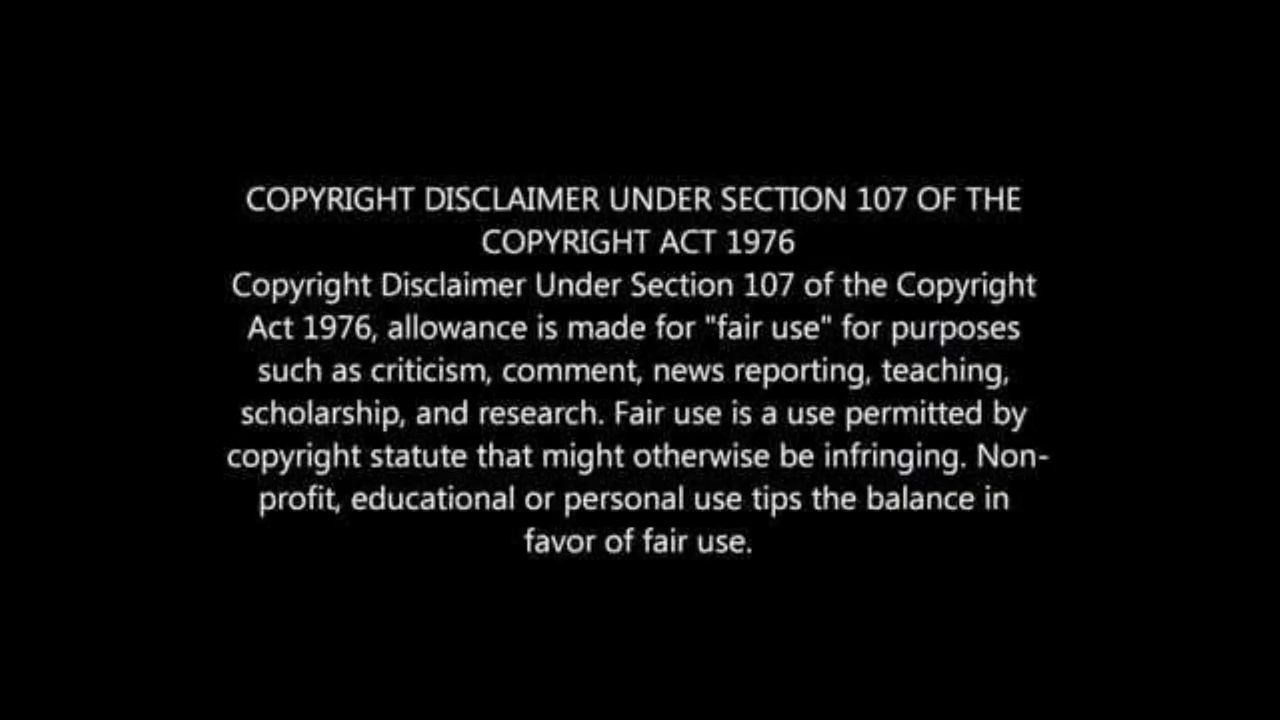 COPYRIGHT DISCLAIMER UNDER SECTION 107 OF THE
COPYRIGHT ACT 1976
Copyright Disclaimer Under Section 107 of the Copyright
Act 1976, allowance is made for "fair use" for purposes
such as criticism, comment, news reporting, teaching,
scholarship, and research. Fair use is a use permitted by
copyright statute that might otherwise be infringing. Non-
profit, educational or personal use tips the balance in
favor of fair use.